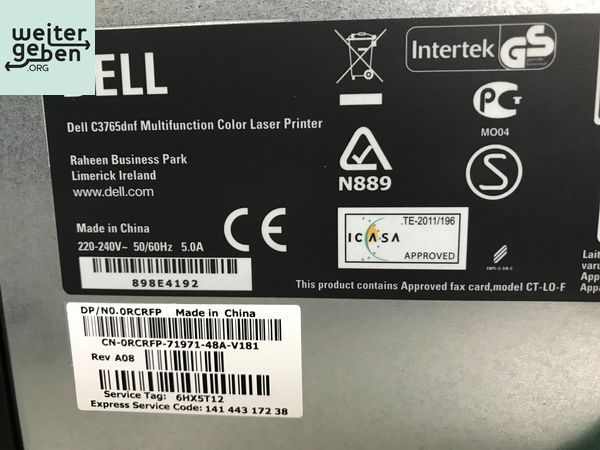 weiter
geben
.ORG
DELL
Dell C3765dnf Multifunction Color Laser Printer
Raheen Business Park
Limerick Ireland
www.dell.com
Made in China
220-240V~ 50/60Hz 5.0A
898E4192
Intertek
GS
PCT
MO04
N889
S
ICASA
.TE-2011/196
APPROVED
This product contains Approved fax card,model CT-LO-F
DP/N0.0RCRFP Made in China
CN-0RCRFP-71971-48A-V181
Rev A08
Service Tag: 6HX5T12
Express Service Code: 141 443 172 38